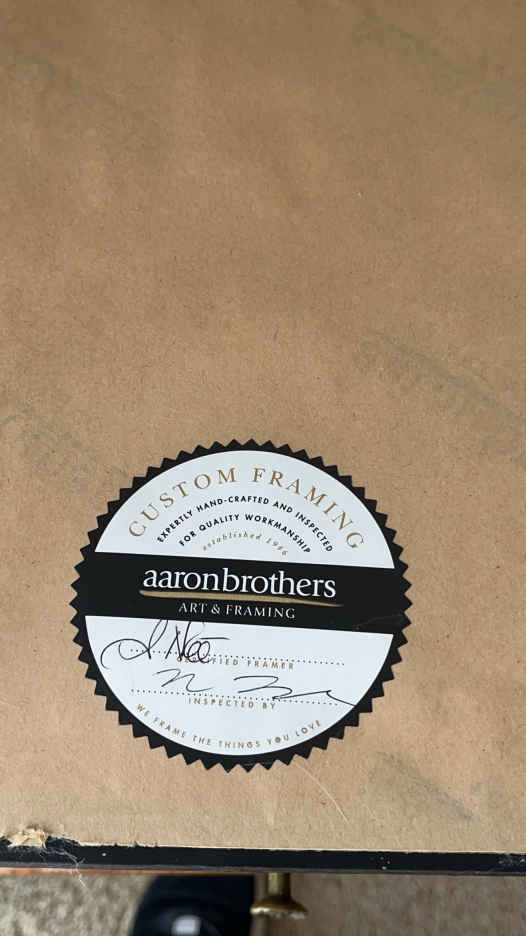 CUSTOM FRAMING
EXPERTLY HAND-CRAFTED AND INSPECTED
FOR QUALITY WORKMANSHIP
established 1946
aaronbrothers
ART & FRAMING
CERTIFIED FRAMER
INSPECTED BY
WE FRAME THE THINGS YOU LOVE